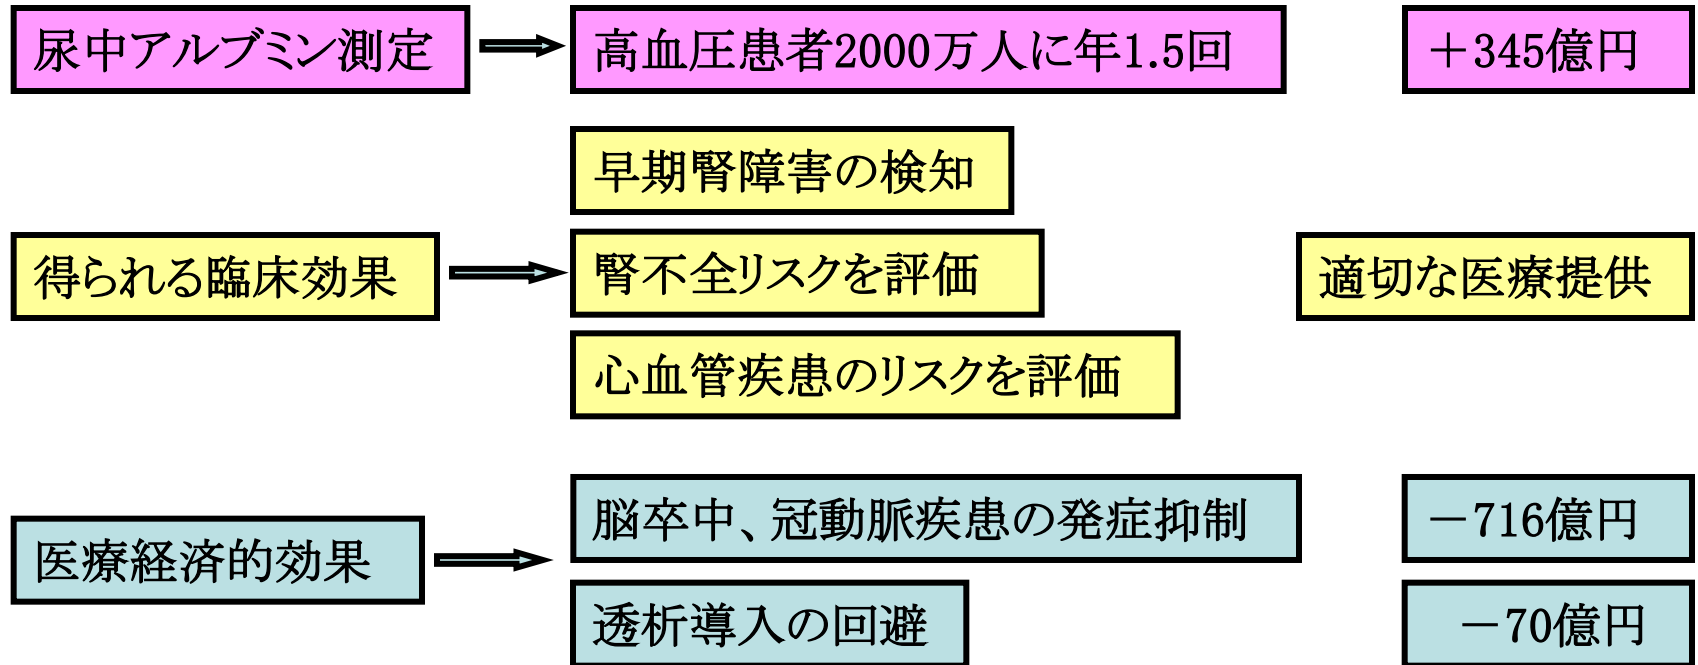 尿中アルブミン測定
高血圧患者2000万人に年1.5回
＋345億円
早期腎障害の検知
得られる臨床効果
腎不全リスクを評価
適切な医療提供
心血管疾患のリスクを評価
脳卒中、冠動脈疾患の発症抑制
－716億円
医療経済的効果
透析導入の回避
－70億円